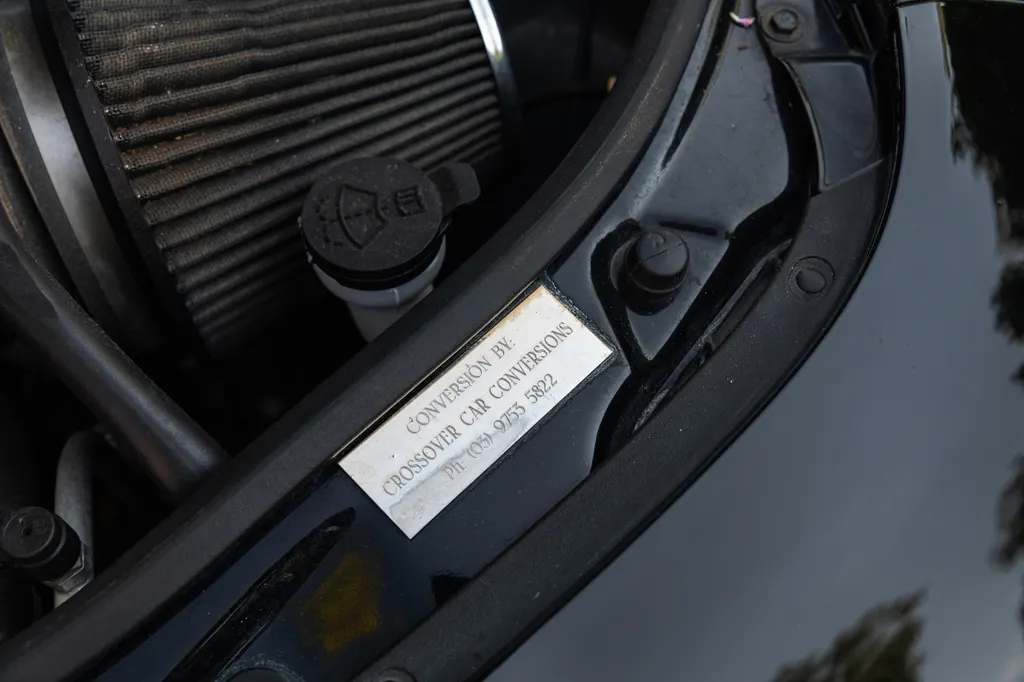 CONVERSION BY:
CROSSOVER CAR CONVERSIONS
Ph (03) 9753 5822